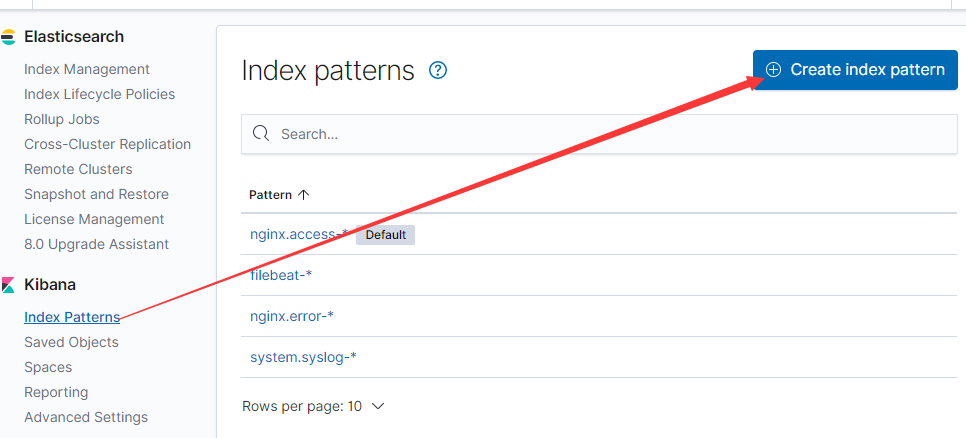 Elasticsearch
Index Management
Index Lifecycle Policies
Rollup Jobs
Cross-Cluster Replication
Remote Clusters
Snapshot and Restore
License Management
8.0 Upgrade Assistant
Kibana
Index Patterns
Saved Objects
Spaces
Reporting
Advanced Settings
Index patterns ?
Create index pattern
Search...
Pattern ↑
nginx.access-* Default
filebeat-*
nginx.error-*
system.syslog-*
Rows per page: 10